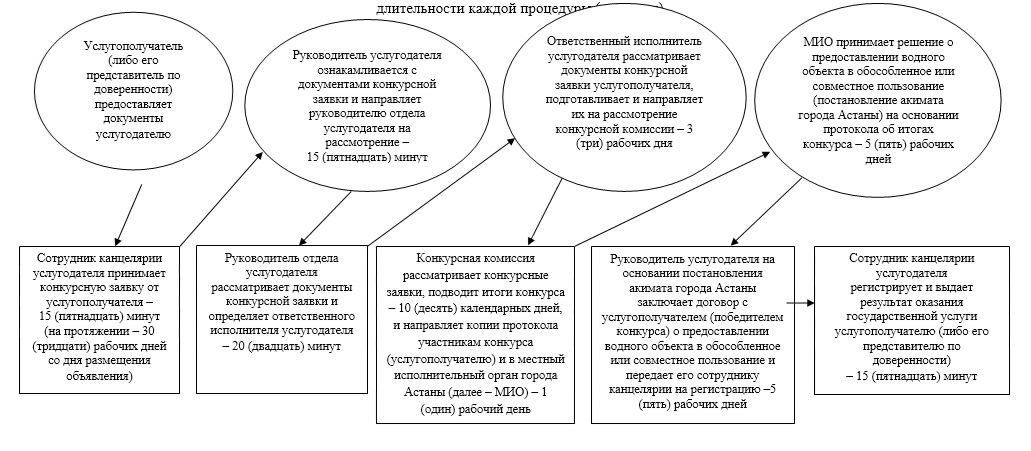 длительности каждой процедуры
Услугополучатель
(либо его
представитель по
доверенности)
предоставляет
документы
услугодателю
Руководитель услугодателя
ознакамливается с
документами конкурсной
заявки и направляет
руководителю отдела
услугодателя на
рассмотрение –
15 (пятнадцать) минут
Ответственный исполнитель
услугодателя рассматривает
документы конкурсной
заявки услугополучателя,
подготавливает и направляет
их на рассмотрение
конкурсной комиссии – 3
(три) рабочих дня
МИО принимает решение о
предоставлении водного
объекта в обособленное или
совместное пользование
(постановление акимата
города Астаны) на основании
протокола об итогах
конкурса – 5 (пять) рабочих
дней
Сотрудник канцелярии
услугодателя принимает
конкурсную заявку от
услугополучателя –
15 (пятнадцать) минут
(на протяжении – 30
(тридцати) рабочих дней
со дня размещения
объявления)
Руководитель отдела
услугодателя
рассматривает документы
конкурсной заявки и
определяет ответственного
исполнителя услугодателя
– 20 (двадцать) минут
Конкурсная комиссия
рассматривает конкурсные
заявки, подводит итоги конкурса
– 10 (десять) календарных дней,
и направляет копии протокола
участникам конкурса
(услугополучателю) и в местный
исполнительный орган города
Астаны (далее – МИО) – 1
(один) рабочий день
Руководитель услугодателя на
основании постановления
акимата города Астаны
заключает договор с
услугополучателем (победителем
конкурса) о предоставлении
водного объекта в обособленное
или совместное пользование и
передает его сотруднику
канцелярии на регистрацию –5
(пять) рабочих дней
Сотрудник канцелярии
услугодателя
регистрирует и выдает
результат оказания
государственной услуги
услугополучателю (либо его
представителю по
доверенности)
– 15 (пятнадцать) минут